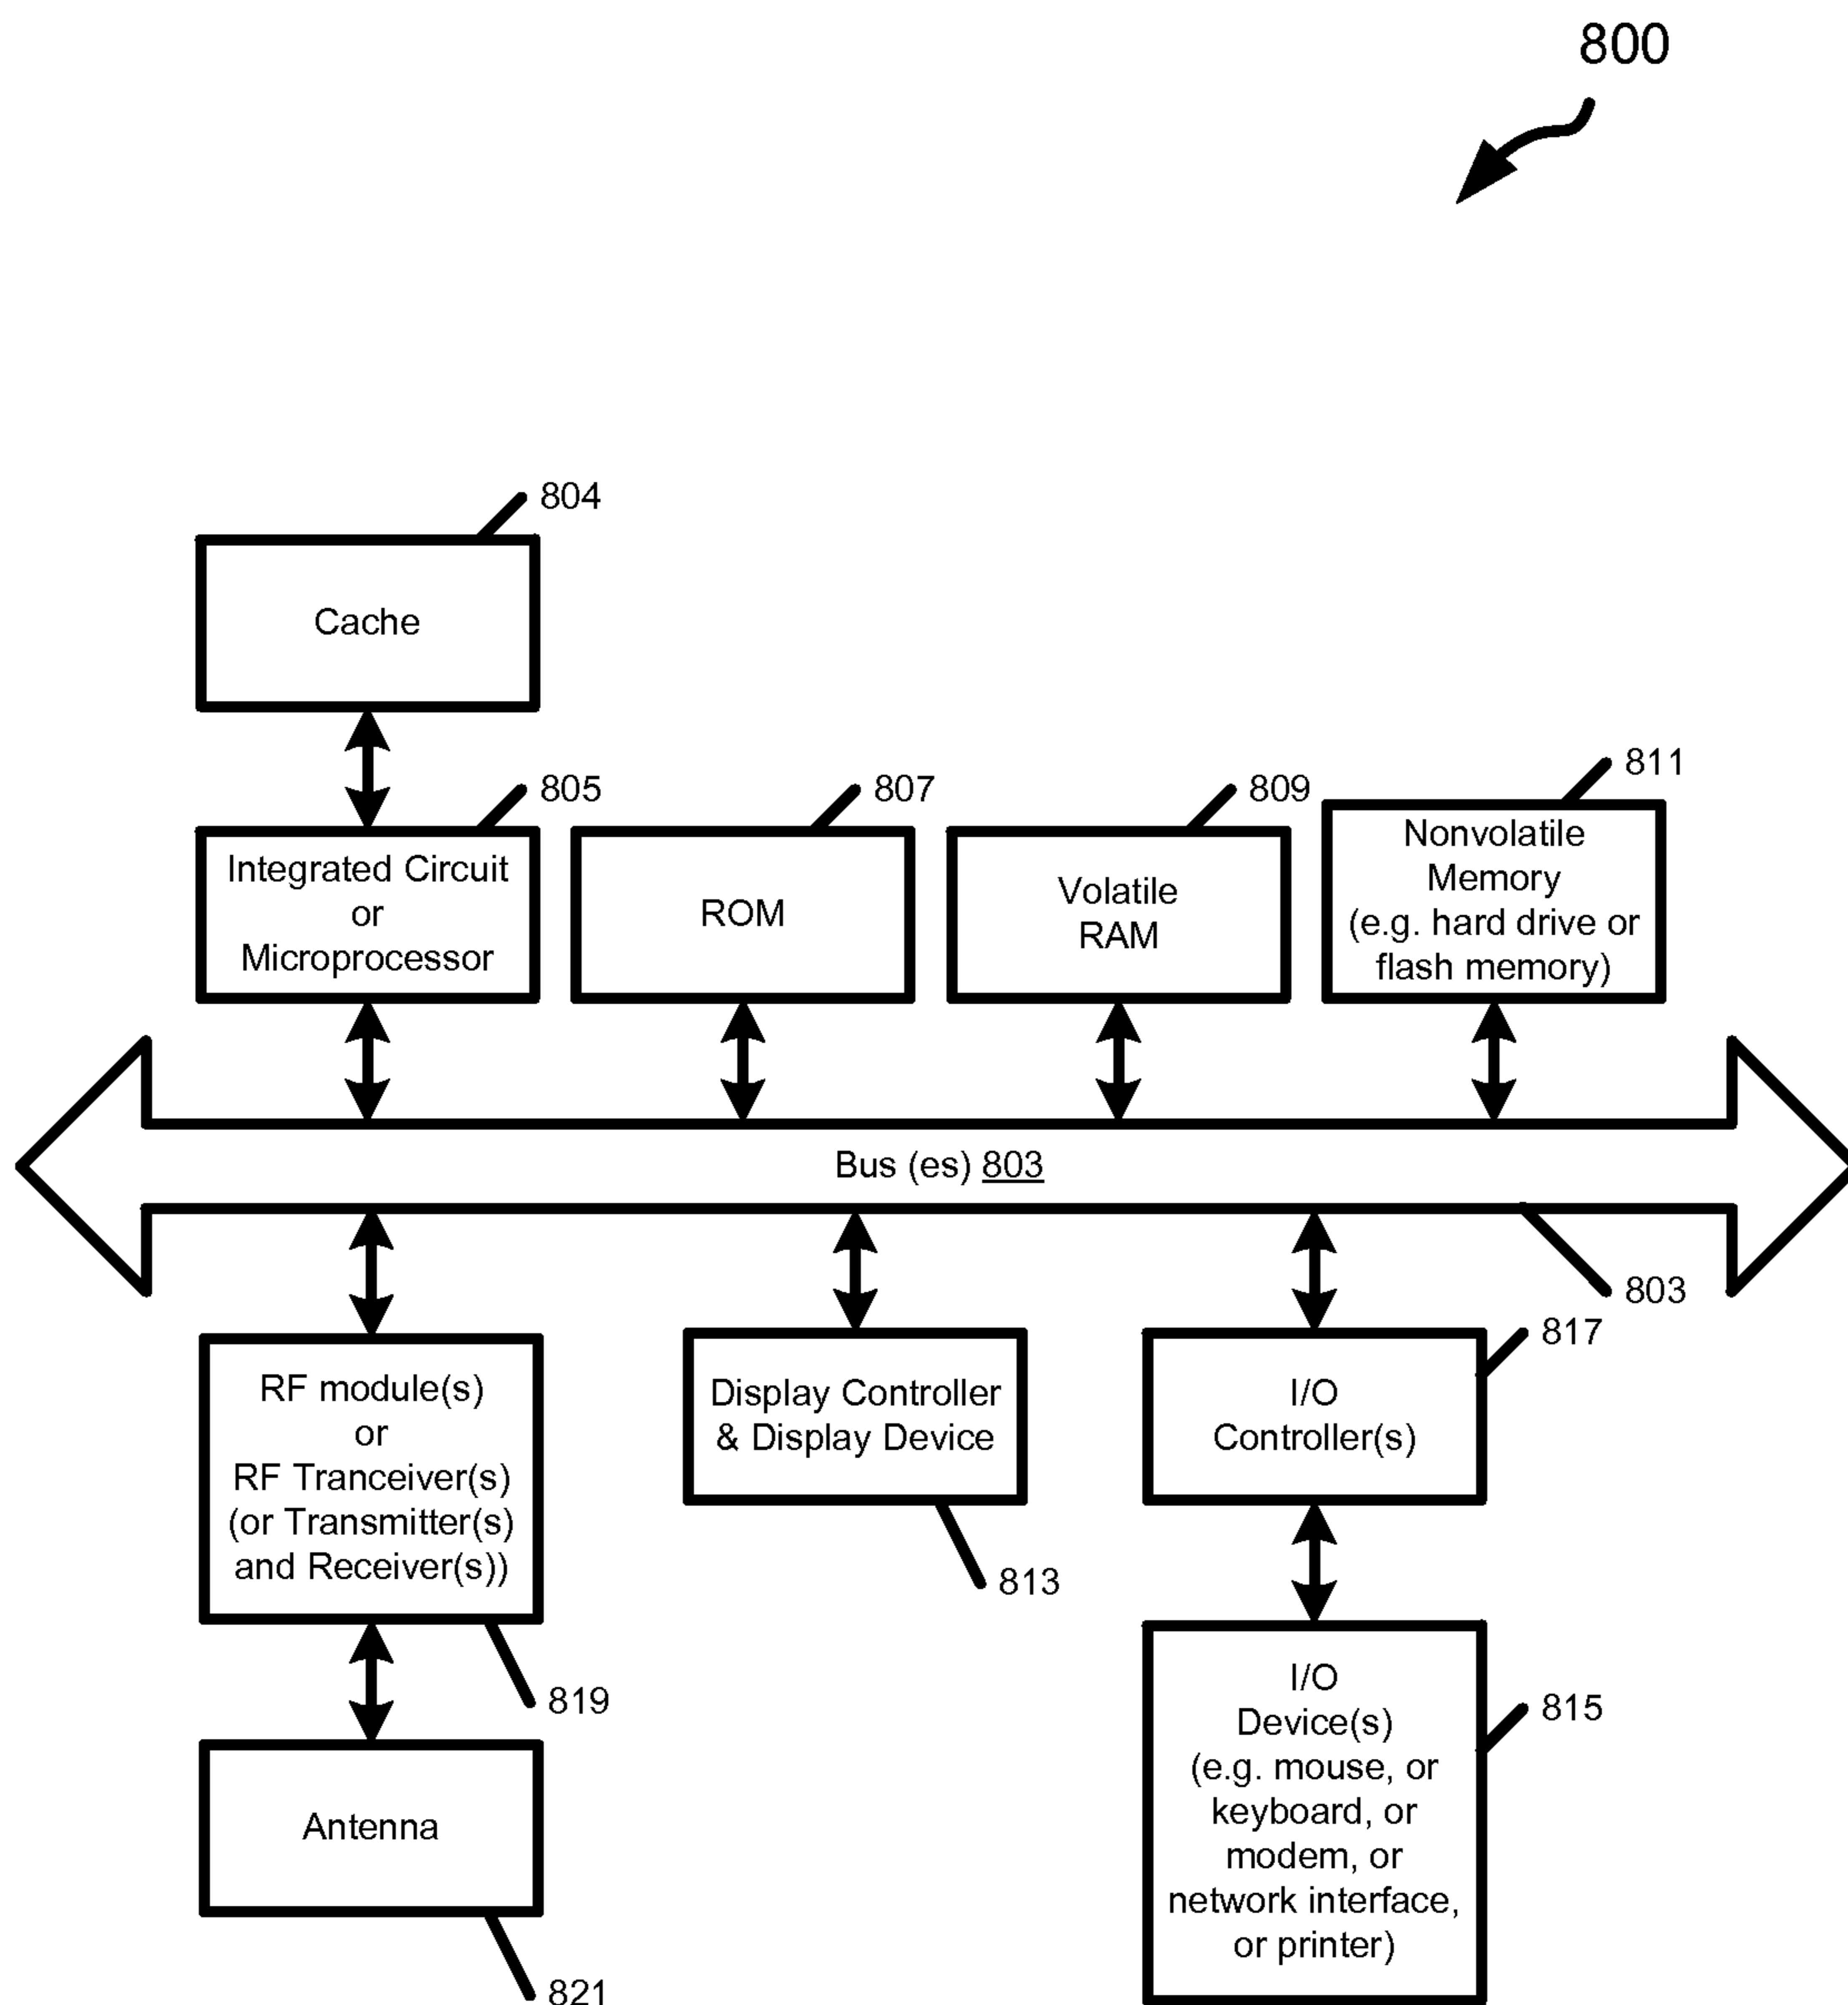 800
804
Cache
805
807
809
811
Integrated Circuit
or
Microprocessor
ROM
Volatile
RAM
Nonvolatile
Memory
(e.g. hard drive or
flash memory)
Bus (es) 803
803
817
RF module(s)
or
RF Tranceiver(s)
(or Transmitter(s)
and Receiver(s))
Display Controller
& Display Device
I/O
Controller(s)
813
819
815
Antenna
I/O
Device(s)
(e.g. mouse, or
keyboard, or
modem, or
network interface,
or printer)
821